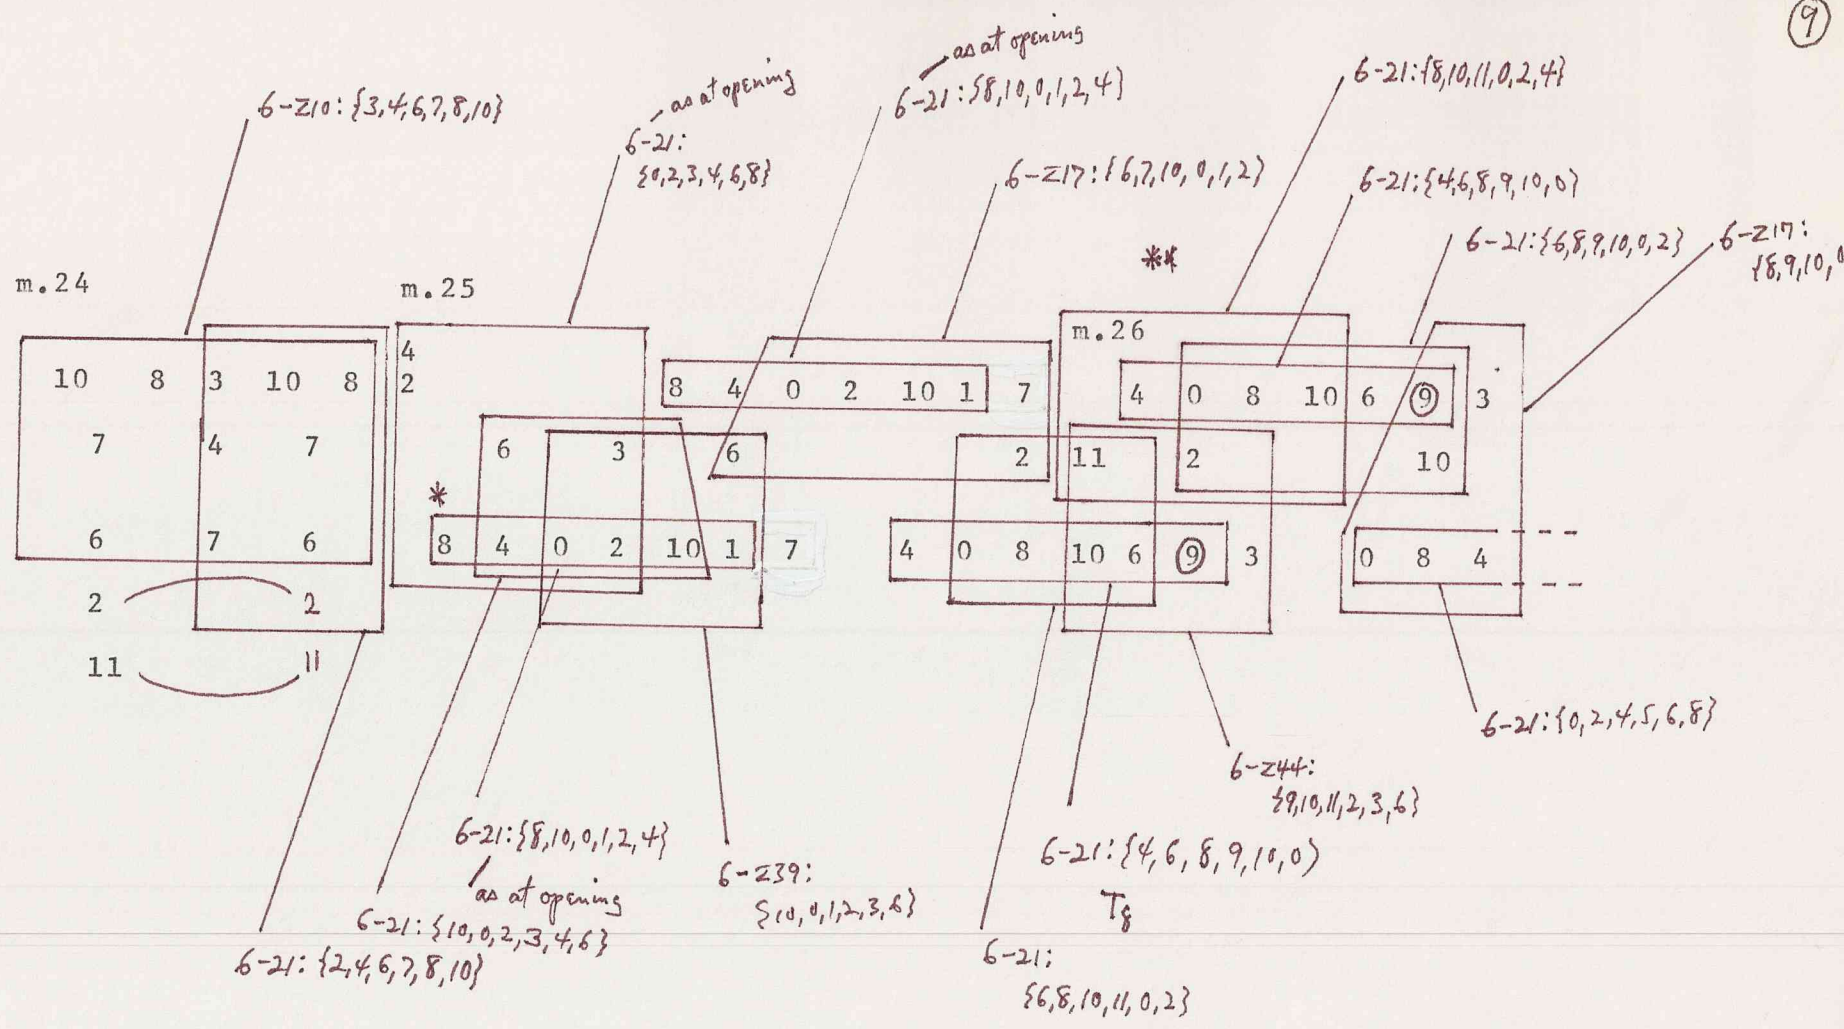 9
as at opening
6-21:{8,10,0,1,2,4}
6-21:{8,10,11,0,2,4}
as at opening
6-21:
{0,2,3,4,6,8}
6-Z10:{3,4,6,7,8,10}
6-Z17:{6,7,10,0,1,2}
6-21:{4,6,8,9,10,0}
6-21:{6,8,9,10,0,2}
6-Z17:
{8,9,10,0
**
m.24
m.25
m.26
4
10 8 3 10 8 2 8 4 0 2 10 1 7 4 0 8 10 6 9 3
7 4 7 6 3 6 2 11 2 10
*
6 7 6 8 4 0 2 10 1 7 4 0 8 10 6 9 3 0 8 4
2 2
11 11
6-21:{0,2,4,5,6,8}
6-Z44:
{9,10,11,2,3,6}
6-21:{8,10,0,1,2,4}
as at opening
6-Z39:
{10,0,1,2,3,6}
6-21:{4,6,8,9,10,0}
T8
6-21:{10,0,2,3,4,6}
6-21:{2,4,6,7,8,10}
6-21:
{6,8,10,11,0,2}